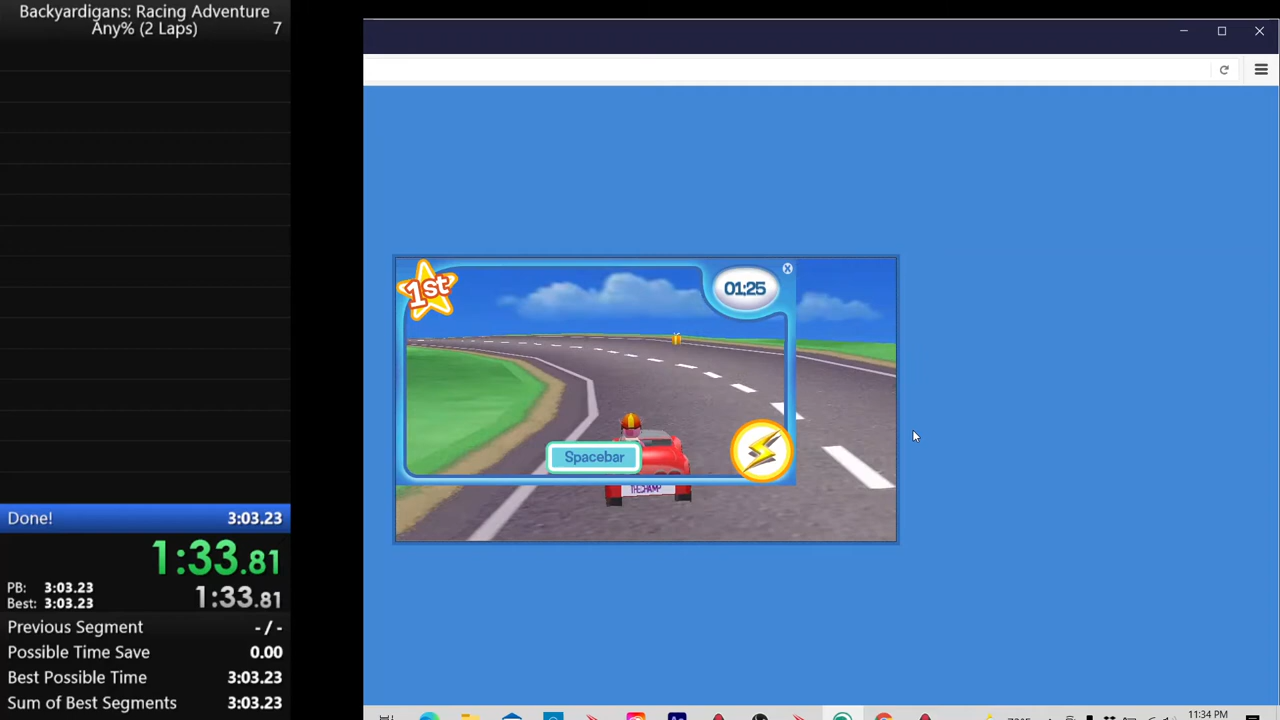 Backyardigans: Racing Adventure
Any% (2 Laps) 7
Done! 3:03.23
1:33.81
PB: 3:03.23
Best: 3:03.23
1:33.81
Previous Segment - / -
Possible Time Save 0.00
Best Possible Time 3:03.23
Sum of Best Segments 3:03.23
1st
01:25
Spacebar
THECHAMP
11:34 PM